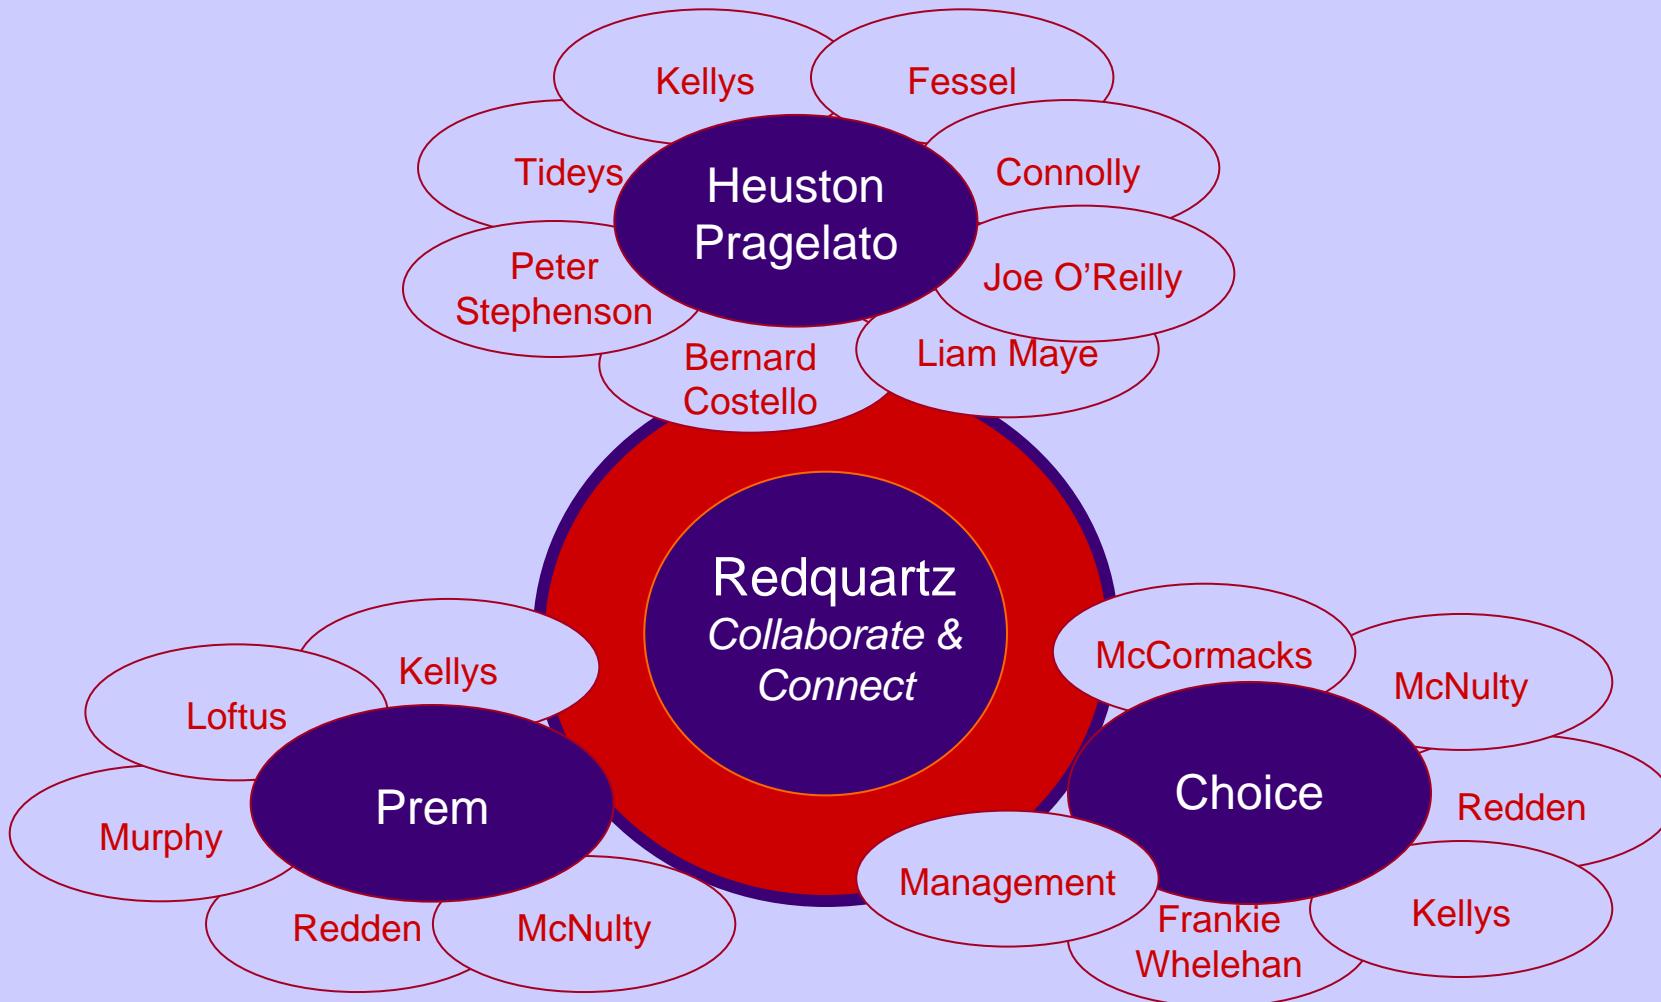 Kellys
Fessel
Tideys
Heuston
Pragelato
Connolly
Peter
Stephenson
Joe O’Reilly
Bernard
Costello
Liam Maye
Redquartz
Collaborate &
Connect
Kellys
Loftus
Prem
Murphy
Redden
McNulty
McCormacks
McNulty
Choice
Redden
Management
Frankie
Whelehan
Kellys